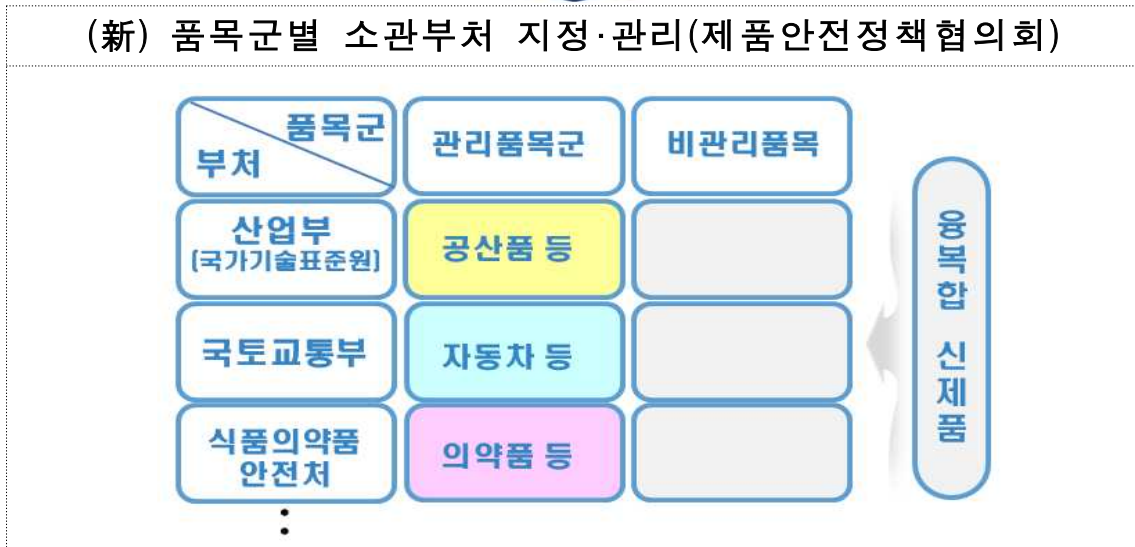 (新) 품목군별 소관부처 지정·관리(제품안전정책협의회)
품목군
부처
관리품목군
비관리품목
산업부
(국가기술표준원)
공산품 등
국토교통부
자동차 등
식품의약품
안전처
의약품 등
융복합 신제품